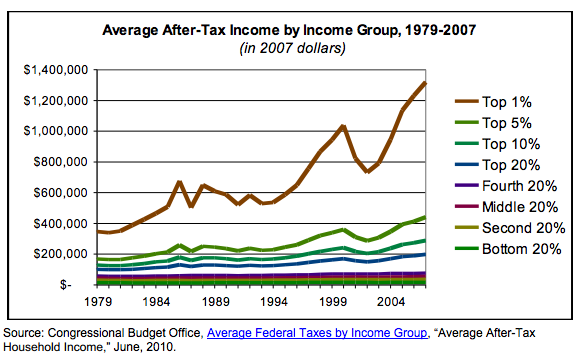 Average After-Tax Income by Income Group, 1979-2007
(in 2007 dollars)
$1,400,000
$1,200,000
$1,000,000
$800,000
$600,000
$400,000
$200,000
$-
1979
1984
1989
1994
1999
2004
Top 1%
Top 5%
Top 10%
Top 20%
Fourth 20%
Middle 20%
Second 20%
Bottom 20%
Source: Congressional Budget Office, Average Federal Taxes by Income Group, “Average After-Tax
Household Income,” June, 2010.